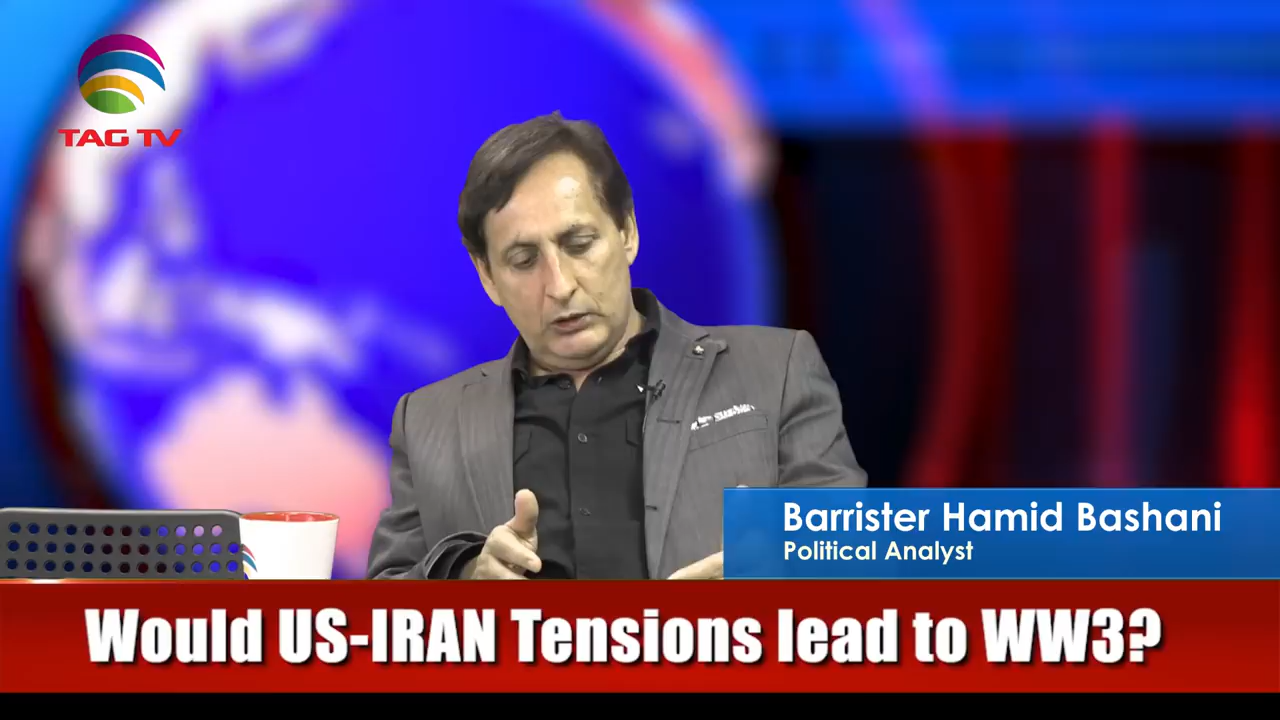 TAG TV
Barrister Hamid Bashani
Political Analyst
Would US-IRAN Tensions lead to WW3?